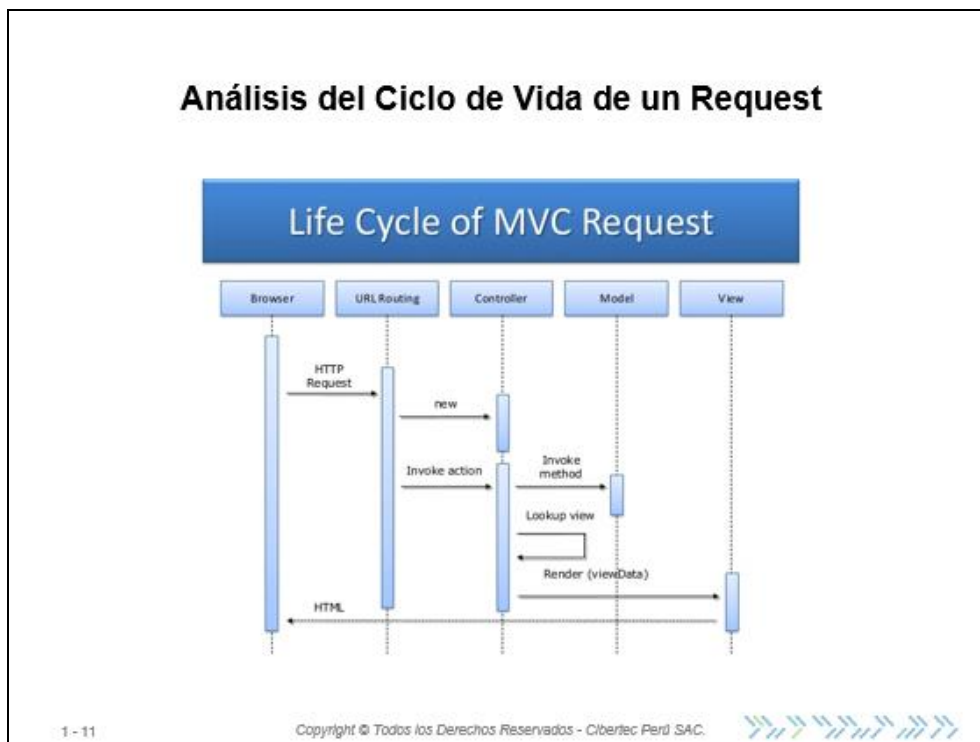 Análisis del Ciclo de Vida de un Request
Life Cycle of MVC Request
Browser
URL Routing
Controller
Model
View
HTTP
Request
new
Invoke action
Invoke
method
Lookup view
Render (viewData)
HTML
1 - 11
Copyright © Todos los Derechos Reservados - Cibertec Perú SAC.